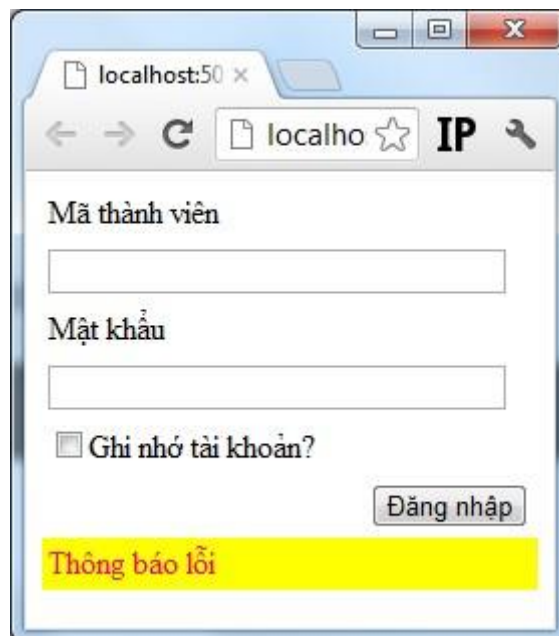 localhost:50
localho
IP
Mã thành viên
Mật khẩu
Ghi nhớ tài khoản?
Đăng nhập
Thông báo lỗi